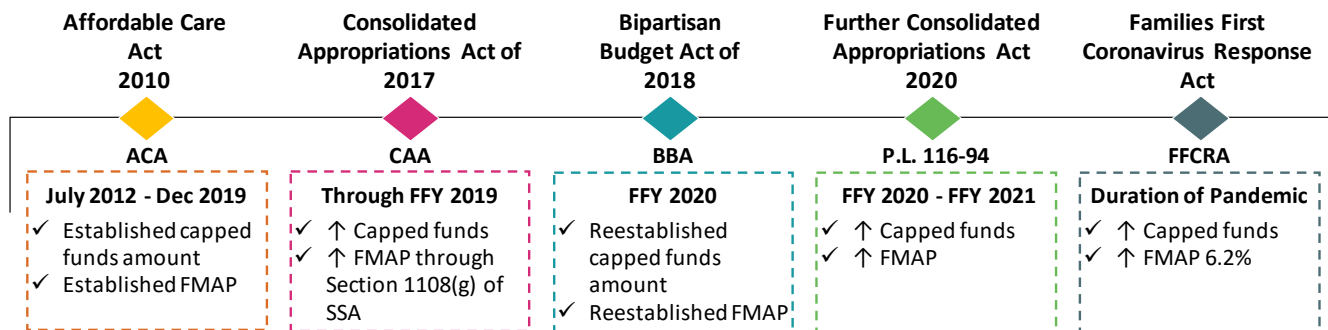 Affordable Care
Act
2010
Consolidated
Appropriations Act of
2017
Bipartisan
Budget Act of
2018
Further Consolidated
Appropriations Act
2020
Families First
Coronavirus Response
Act
ACA
CAA
BBA
P.L. 116-94
FFCRA
July 2012 - Dec 2019
✓ Established capped
funds amount
✓ Established FMAP
Through FFY 2019
✓ ↑ Capped funds
✓ ↑ FMAP through
Section 1108(g) of
SSA
FFY 2020
✓ Reestablished
capped funds
amount
✓ Reestablished FMAP
FFY 2020 - FFY 2021
✓ ↑ Capped funds
✓ ↑ FMAP
Duration of Pandemic
✓ ↑ Capped funds
✓ ↑ FMAP 6.2%